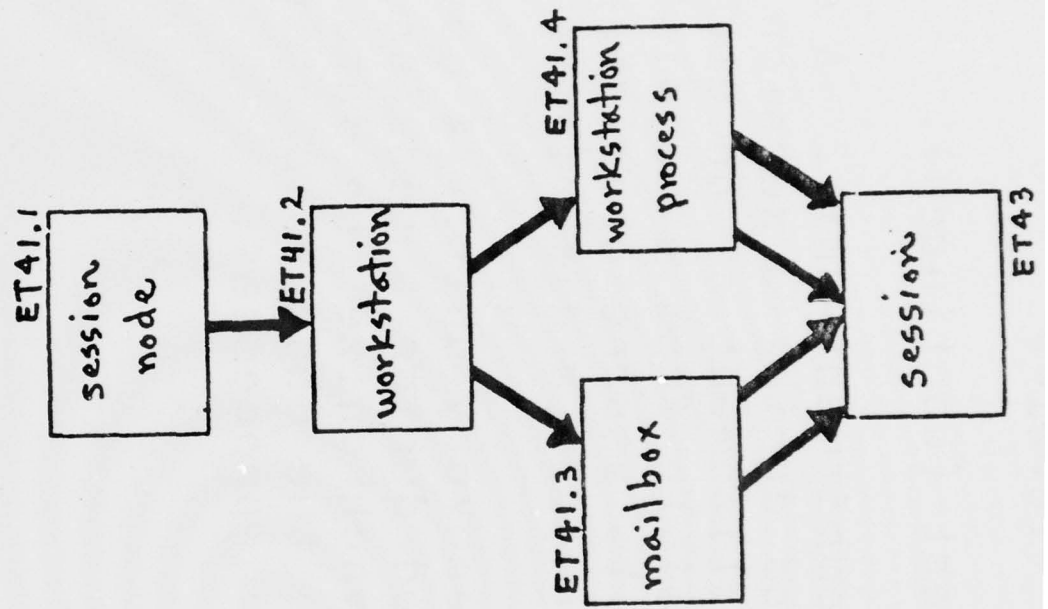 ET41.1
session
node
ET41.2
workstation
ET41.4
workstation
process
ET41.3
mailbox
session
ET43